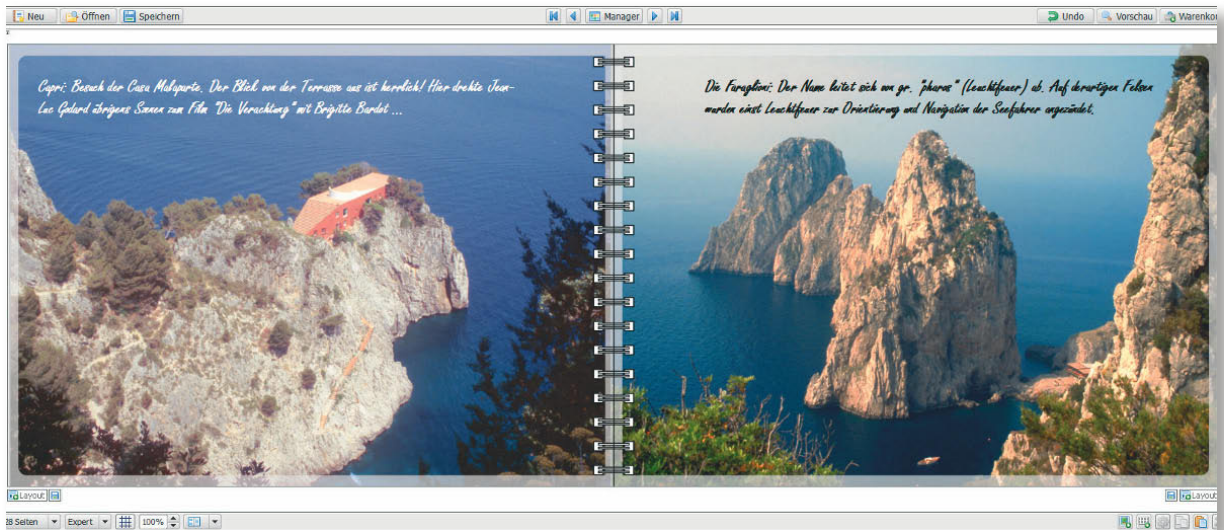 Neu Öffnen Speichern Manager Undo Vorschau Warenkor
Capri: Besuch der Casa Malaparte. Der Blick von der Terrasse aus ist herrlich! Hier drehte Jean-
Luc Godard übrigens Szenen zum Film "Die Verachtung" mit Brigitte Bardot ...
Die Faraglioni: Der Name leitet sich von gr. "pharos" (Leuchtfeuer) ab. Auf derartigen Felsen
wurden einst Leuchtfeuer zur Orientierung und Navigation der Seefahrer angezündet.
Layout Layout
28 Seiten Expert 100%